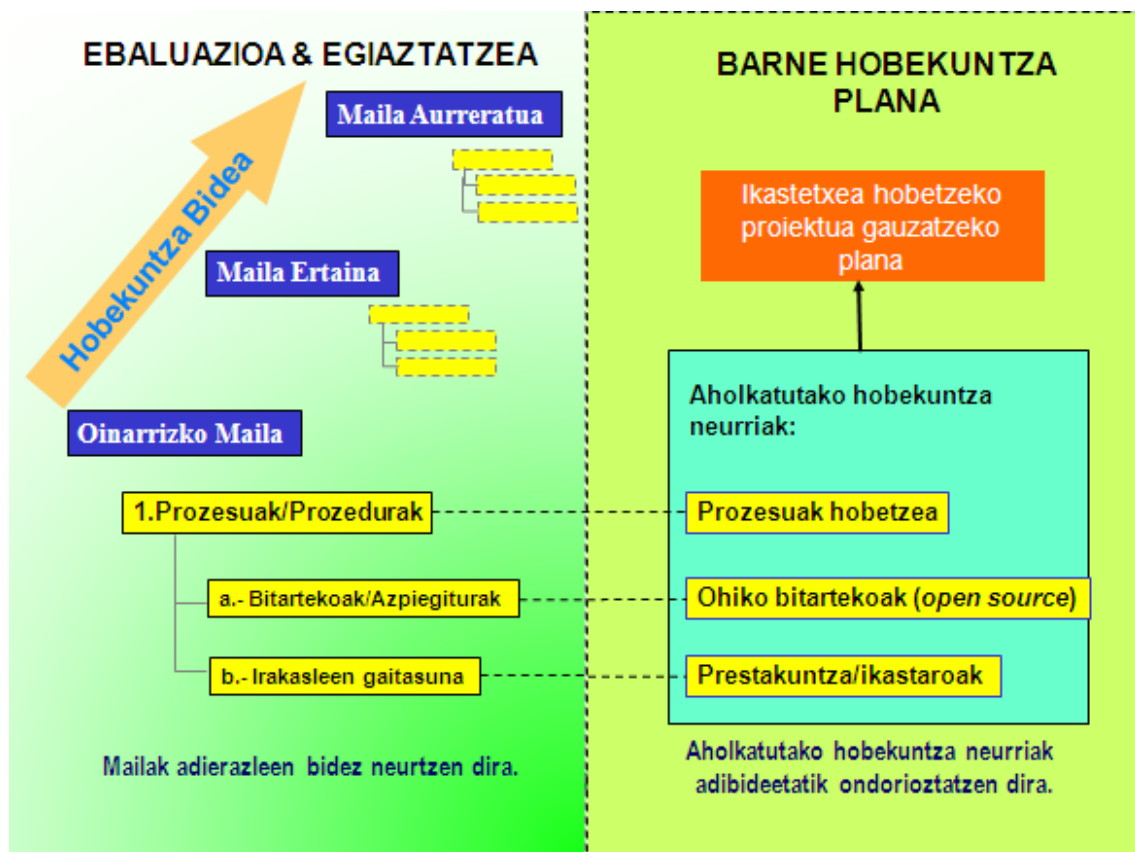 EBALUAZIOA & EGIAZTATZEA
Hobekuntza Bidea
Maila Aurreratua
Maila Ertaina
Oinarrizko Maila
1.Prozesuak/Prozedurak
a.- Bitartekoak/Azpiegiturak
b.- Irakasleen gaitasuna
Mailak adierazleen bidez neurtzen dira.
BARNE HOBEKUNTZA
PLANA
Ikastetxea hobetzeko
proiektua gauzatzeko
plana
Aholkatutako hobekuntza
neurriak:
Prozesuak hobetzea
Ohiko bitartekoak (open source)
Prestakuntza/ikastaroak
Aholkatutako hobekuntza neurriak
adibideetatik ondorioztatzen dira.